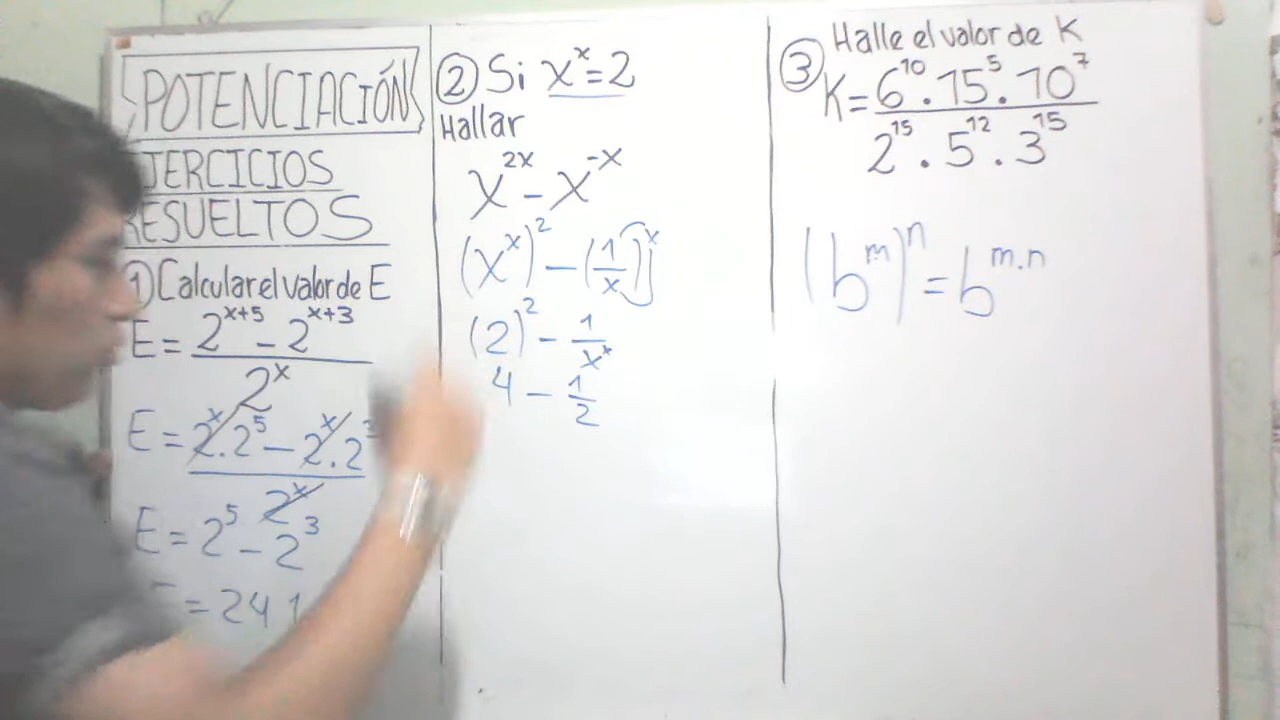 POTENCIACIÓN
EJERCICIOS
RESUELTOS
1) Calcular el valor de E
E = (2^(x+5) - 2^(x+3)) / 2^x
E = (2^x . 2^5 - 2^x . 2^3) / 2^x
E = 2^5 - 2^3
= 24
② Si x^x = 2
Hallar
x^(2x) - x^(-x)
(x^x)^2 - (1/x)^x
(2)^2 - 1/x^x
4 - 1/2
Halle el valor de K
③ K = (6^10 . 15^5 . 10^7) / (2^15 . 5^12 . 3^15)
(b^m)^n = b^(m.n)